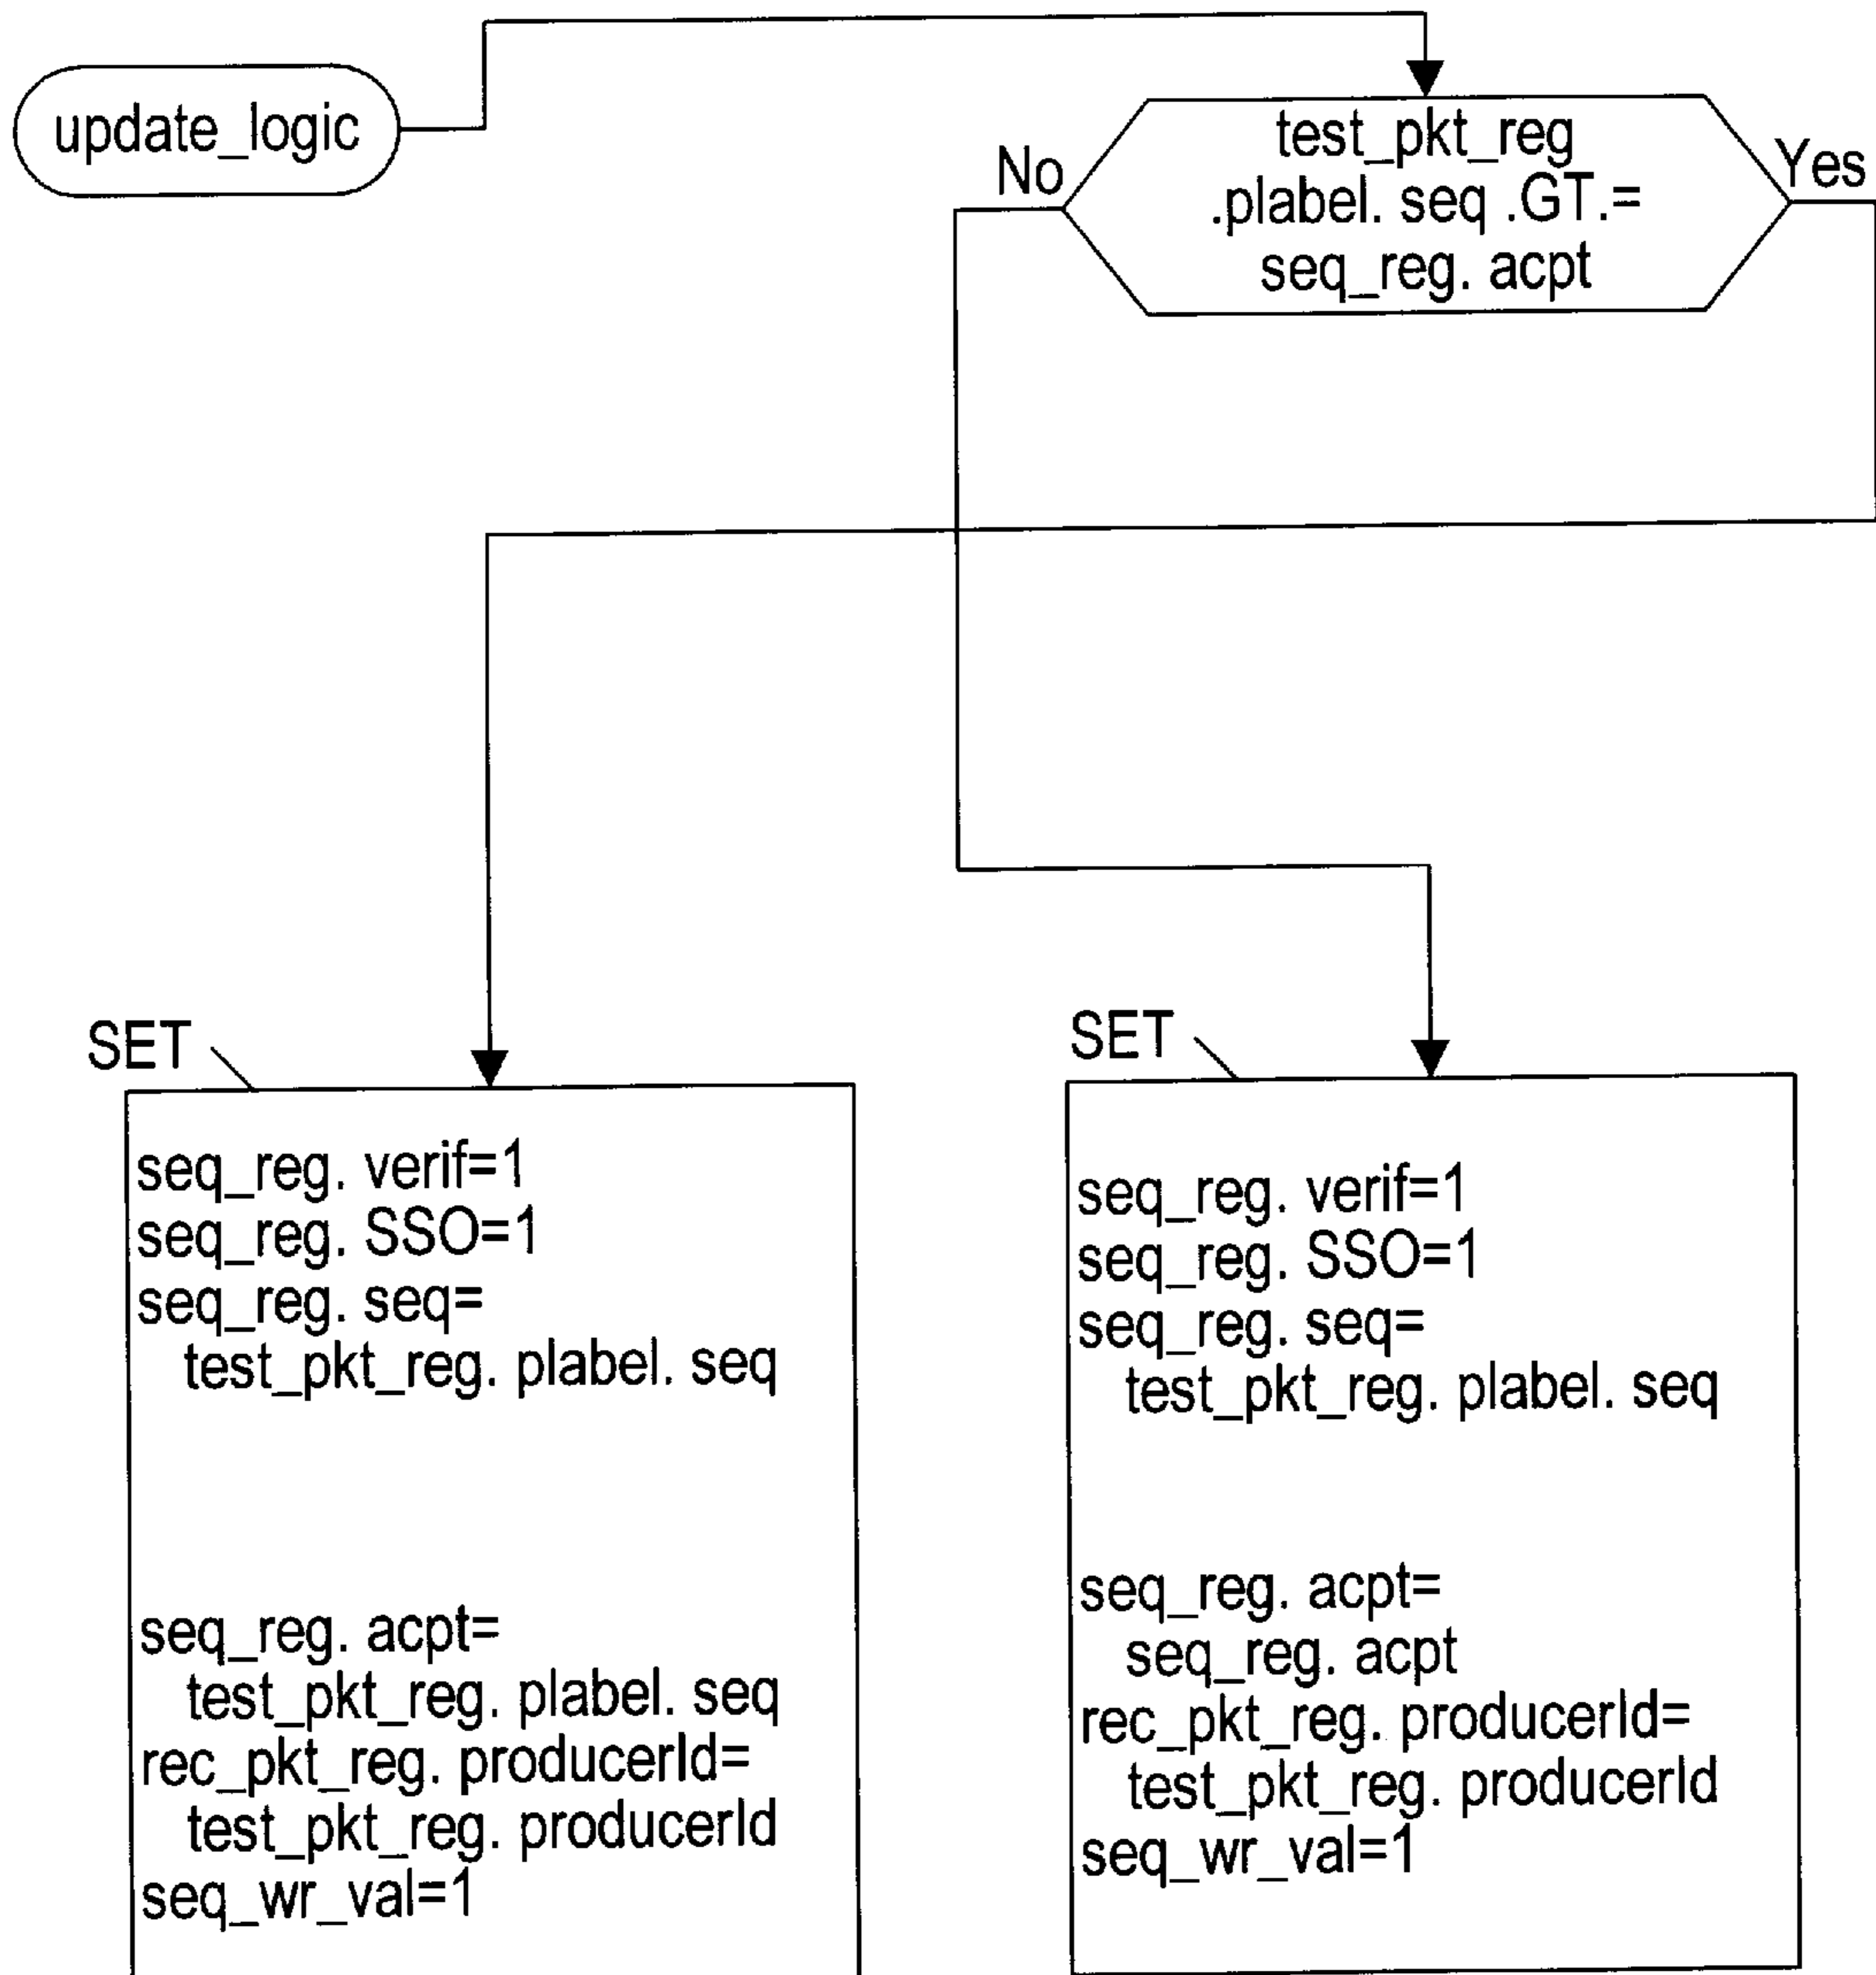 update_logic
test_pkt_reg
.plabel. seq .GT.=
seq_reg. acpt
No
Yes
SET
seq_reg. verif=1
seq_reg. SSO=1
seq_reg. seq=
test_pkt_reg. plabel. seq
seq_reg. acpt=
test_pkt_reg. plabel. seq
rec_pkt_reg. producerId=
test_pkt_reg. producerId
seq_wr_val=1
SET
seq_reg. verif=1
seq_reg. SSO=1
seq_reg. seq=
test_pkt_reg. plabel. seq
seq_reg. acpt=
seq_reg. acpt
rec_pkt_reg. producerId=
test_pkt_reg. producerId
seq_wr_val=1